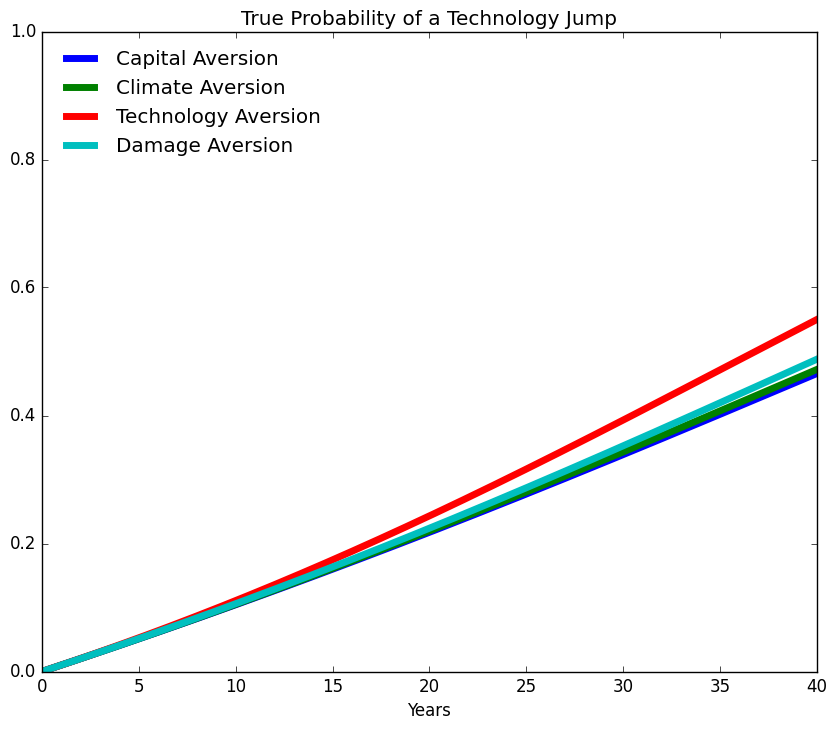 True Probability of a Technology Jump
1.0
Capital Aversion
Climate Aversion
Technology Aversion
Damage Aversion
0.8
0.6
0.4
0.2
0.0
0 5 10 15 20 25 30 35 40
Years